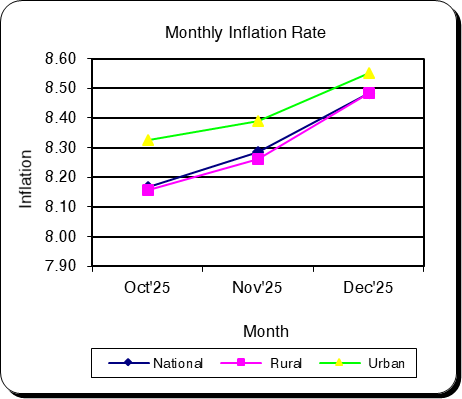 Monthly Inflation Rate
8.60
8.50
8.40
8.30
8.20
8.10
8.00
7.90
Inflation
Oct'25 Nov'25 Dec'25
Month
National Rural Urban